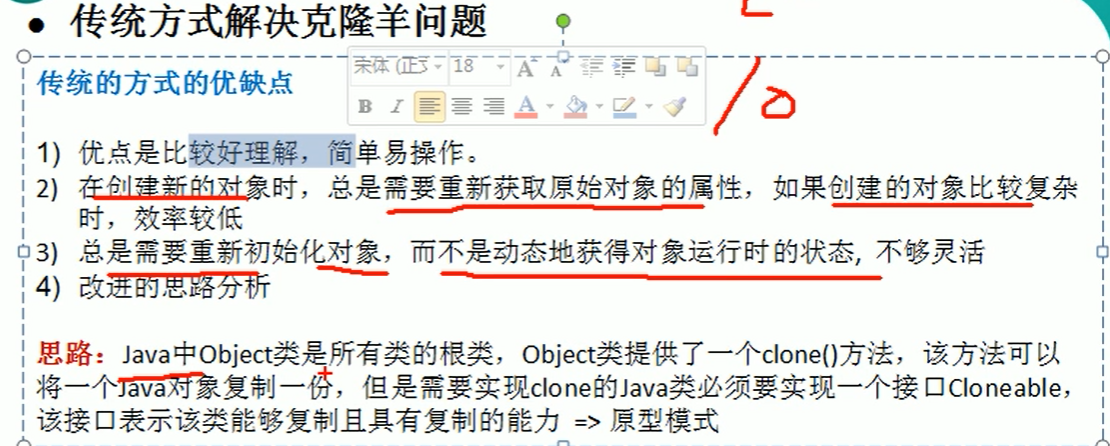 ● 传统方式解决克隆羊问题
宋体 (正文 18 A A
B I A
传统的方式的优缺点
1) 优点是比较好理解，简单易操作。
2) 在创建新的对象时，总是需要重新获取原始对象的属性，如果创建的对象比较复杂
时，效率较低
3) 总是需要重新初始化对象，而不是动态地获得对象运行时的状态, 不够灵活
4) 改进的思路分析
思路：Java中Object类是所有类的根类，Object类提供了一个clone()方法，该方法可以
将一个Java对象复制一份，但是需要实现clone的Java类必须要实现一个接口Cloneable，
该接口表示该类能够复制且具有复制的能力 => 原型模式